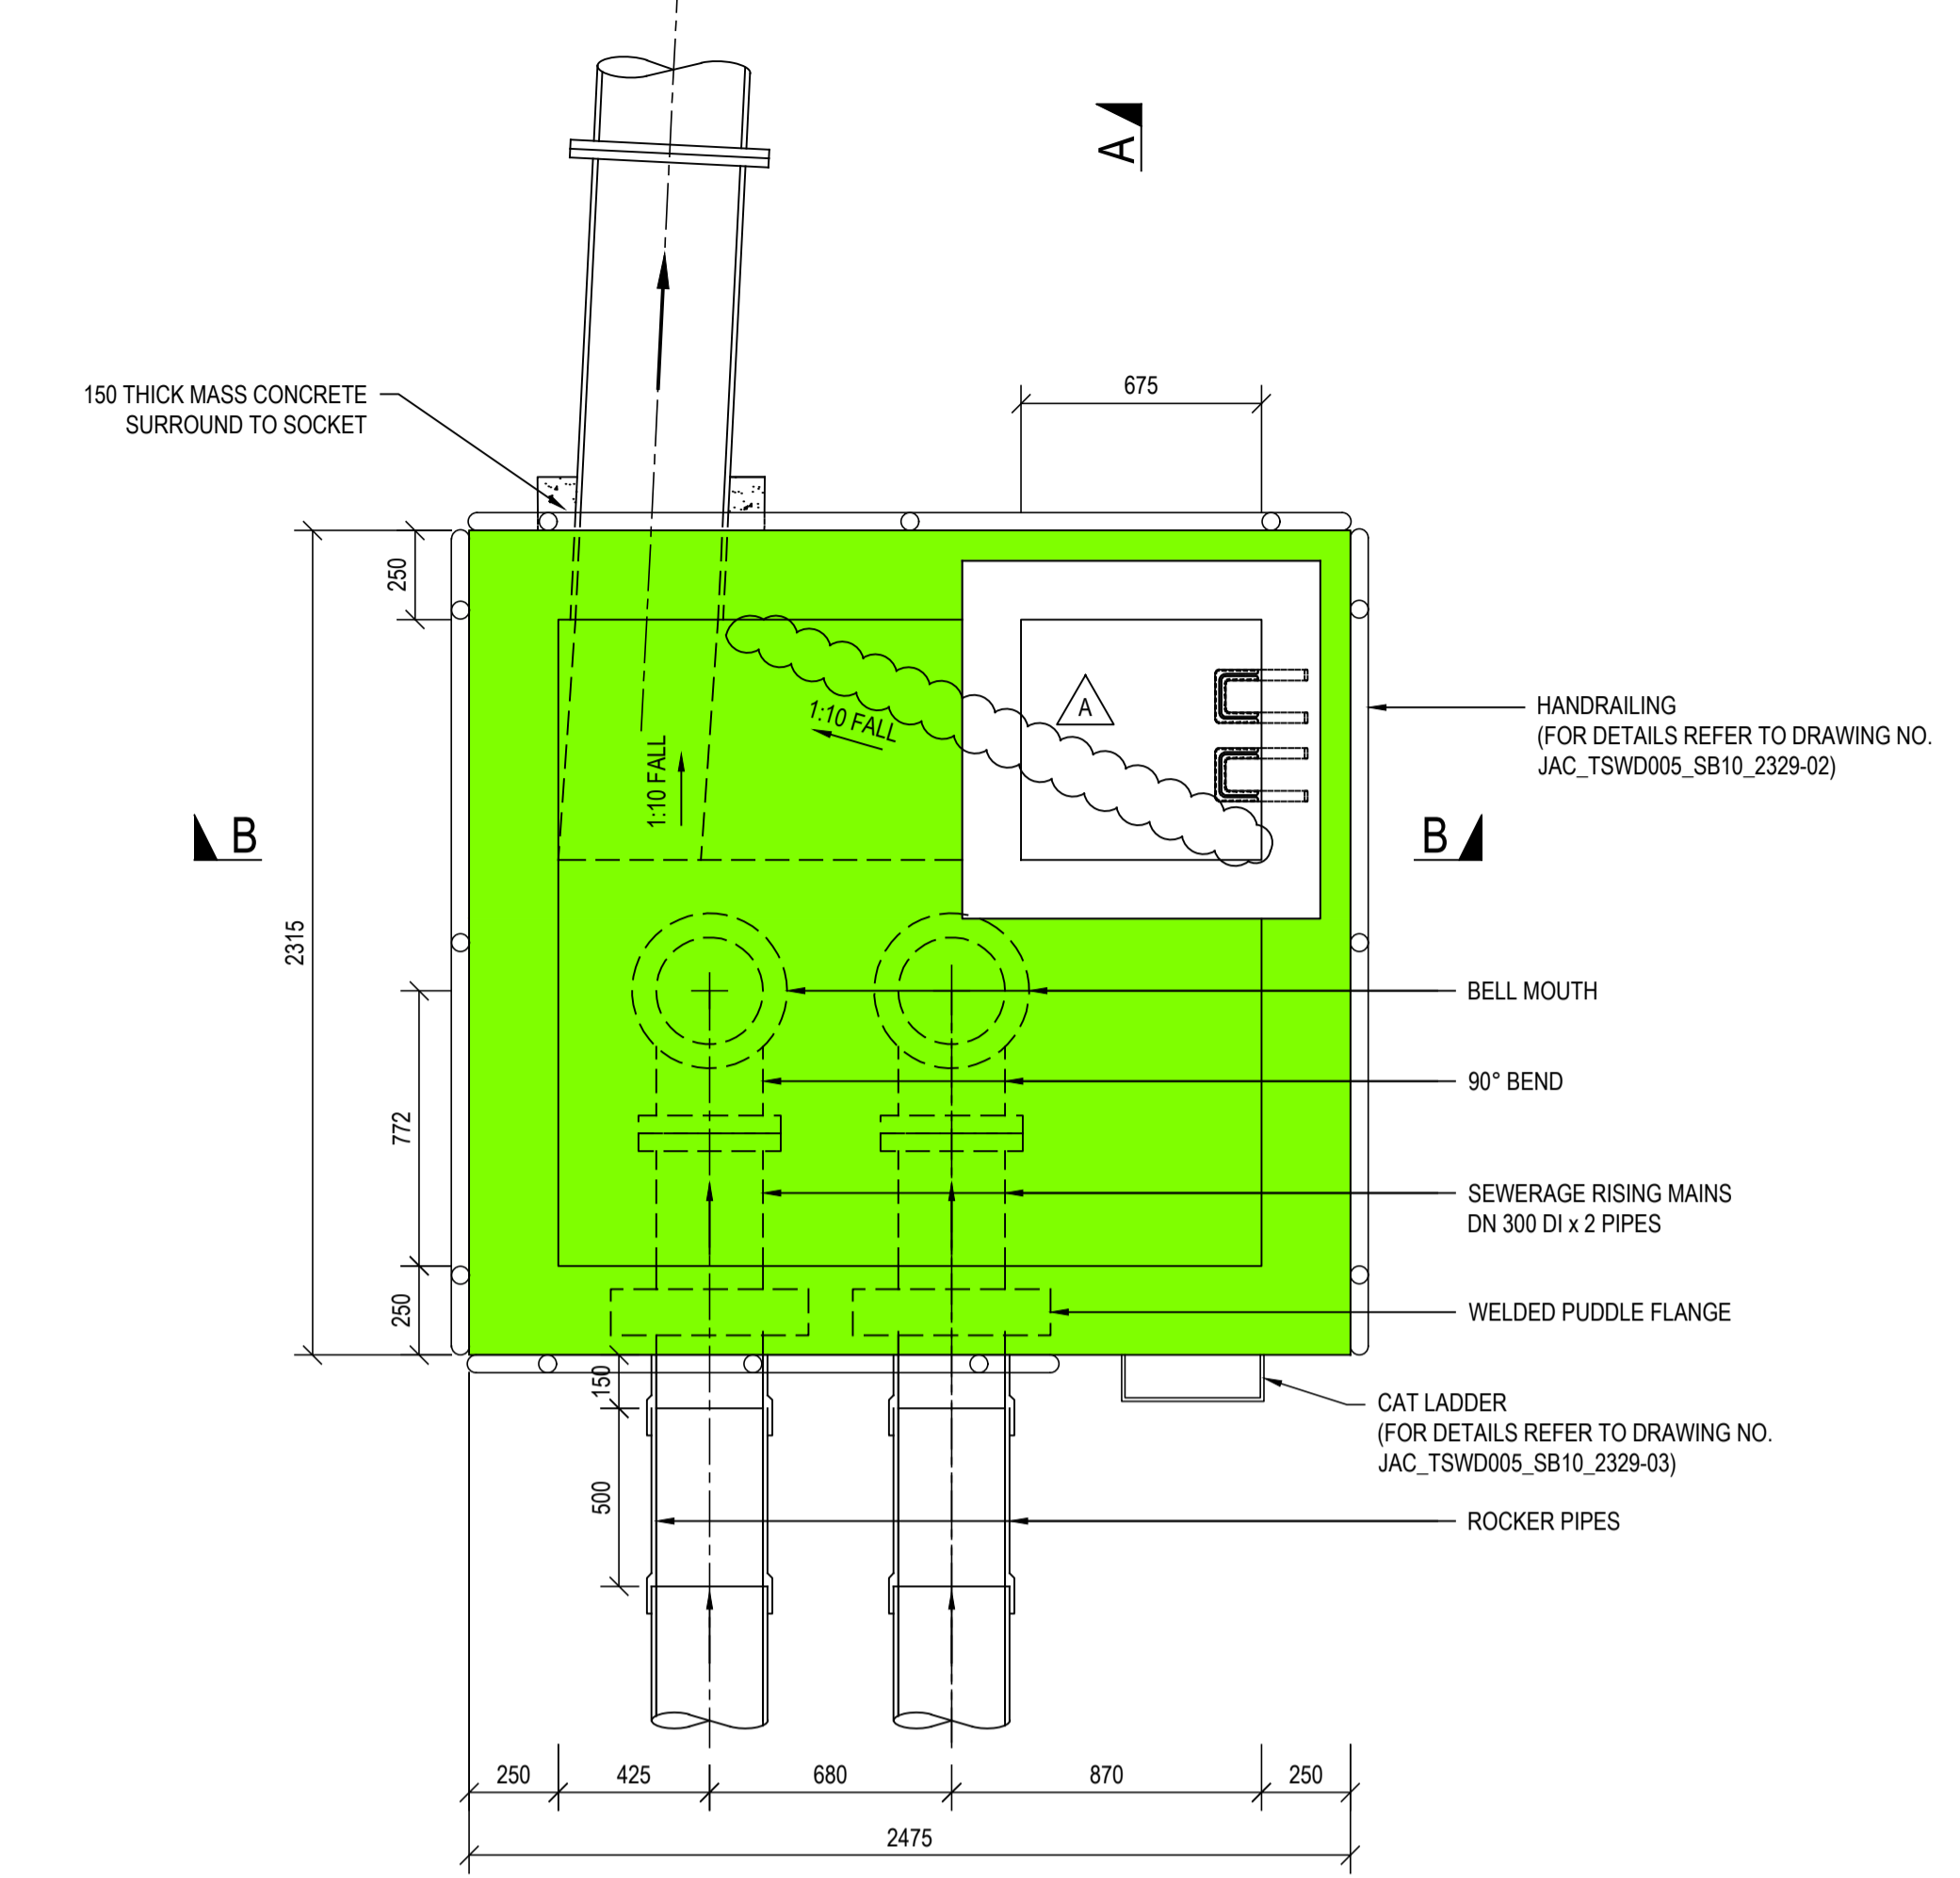 A
150 THICK MASS CONCRETE
SURROUND TO SOCKET
675
250
A
1:10 FALL
1:10 FALL
HANDRAILING
(FOR DETAILS REFER TO DRAWING NO.
JAC_TSWD005_SB10_2329-02)
B
B
2315
BELL MOUTH
90° BEND
772
SEWERAGE RISING MAINS
DN 300 DI x 2 PIPES
250
WELDED PUDDLE FLANGE
150
CAT LADDER
(FOR DETAILS REFER TO DRAWING NO.
JAC_TSWD005_SB10_2329-03)
500
ROCKER PIPES
250
425
680
870
250
2475